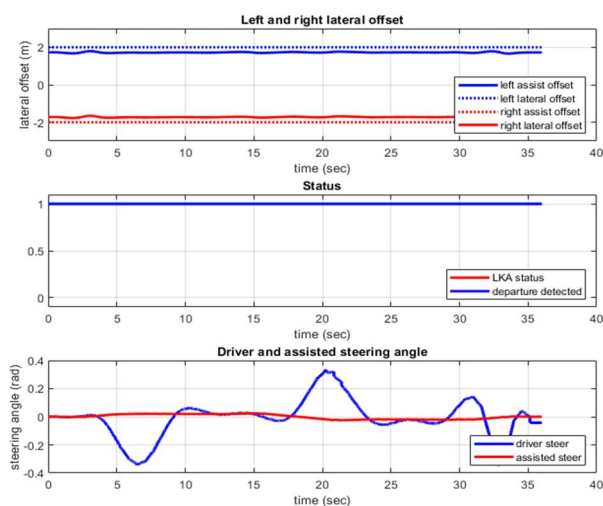 Left and right lateral offset
lateral offset (m)
2
0
-2
left assist offset
left lateral offset
right assist offset
right lateral offset
0 5 10 15 20 25 30 35 40
time (sec)
Status
1
0.5
0
LKA status
departure detected
0 5 10 15 20 25 30 35 40
time (sec)
Driver and assisted steering angle
steering angle (rad)
0.4
0.2
0
-0.2
-0.4
driver steer
assisted steer
0 5 10 15 20 25 30 35 40
time (sec)